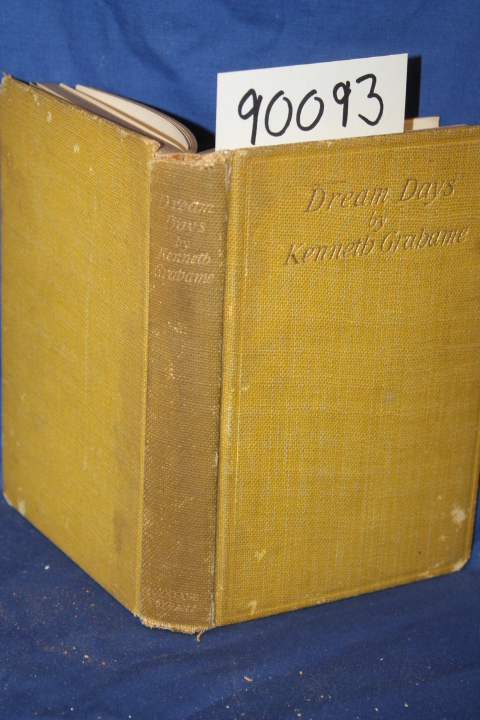 90093
Dream Days
by
Kenneth Grahame
Dream
Days
by
Kenneth
Grahame